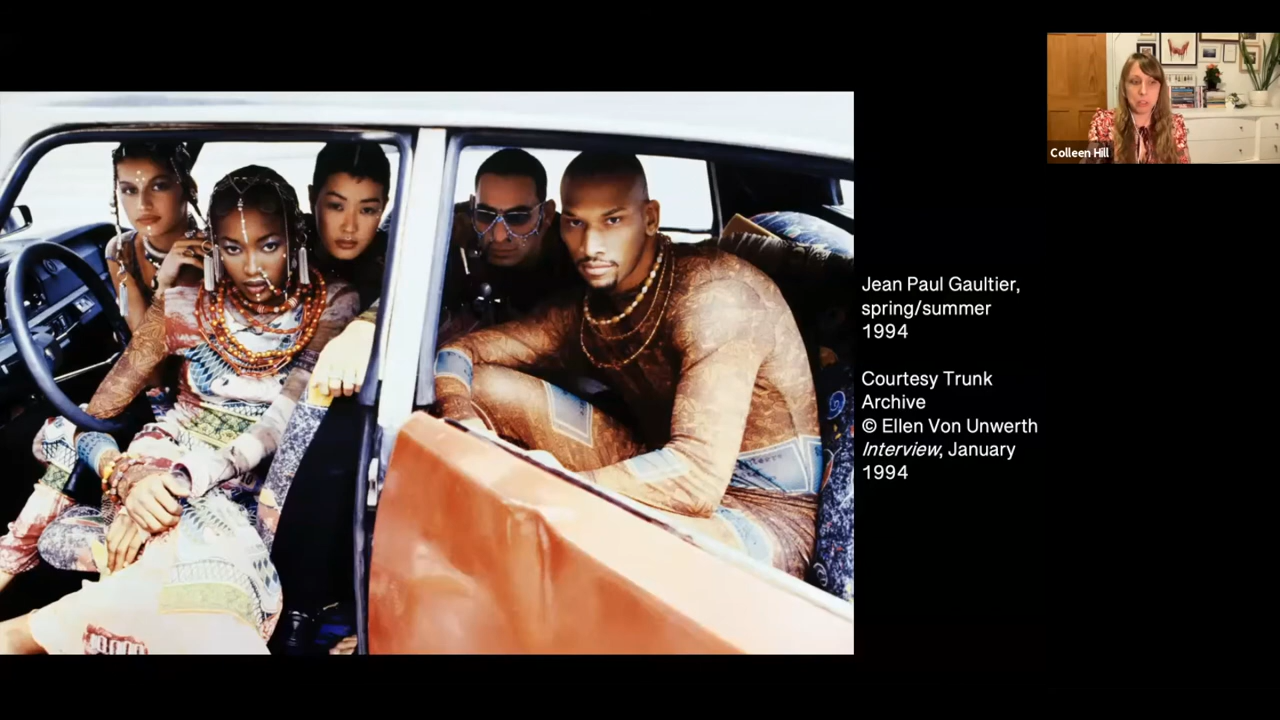 Colleen Hill
Jean Paul Gaultier,
spring/summer
1994
Courtesy Trunk
Archive
© Ellen Von Unwerth
Interview, January
1994